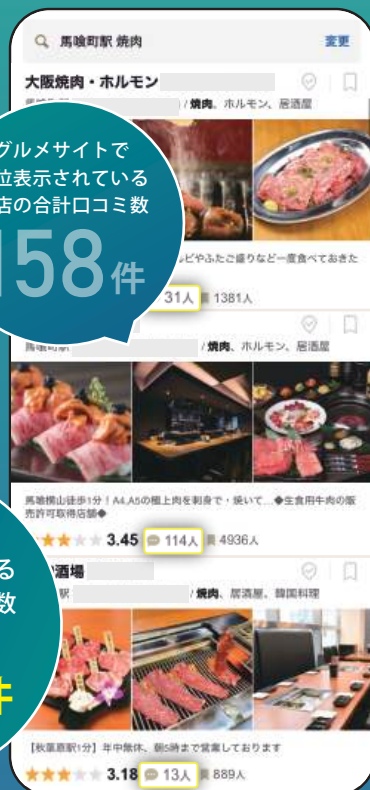 馬喰町駅 焼肉
変更
大阪焼肉・ホルモン
/ 焼肉、ホルモン、居酒屋
グルメサイトで
位表示されている
店の合計口コミ数
158件
ビやふたご盛りなど一度食べておきた
31人 1381人
/ 焼肉、ホルモン、居酒屋
馬喰横山徒歩1分！A4,A5の極上肉を刺身で・焼いて...◆生食用牛肉の販
売許可取得店舗◆
★★★ 3.45 114人 4936人
る
数
件
酒場
駅 / 焼肉、居酒屋、韓国料理
【秋葉原駅1分】年中無休、朝5時まで営業しております
★★★★★ 3.18 13人 889人